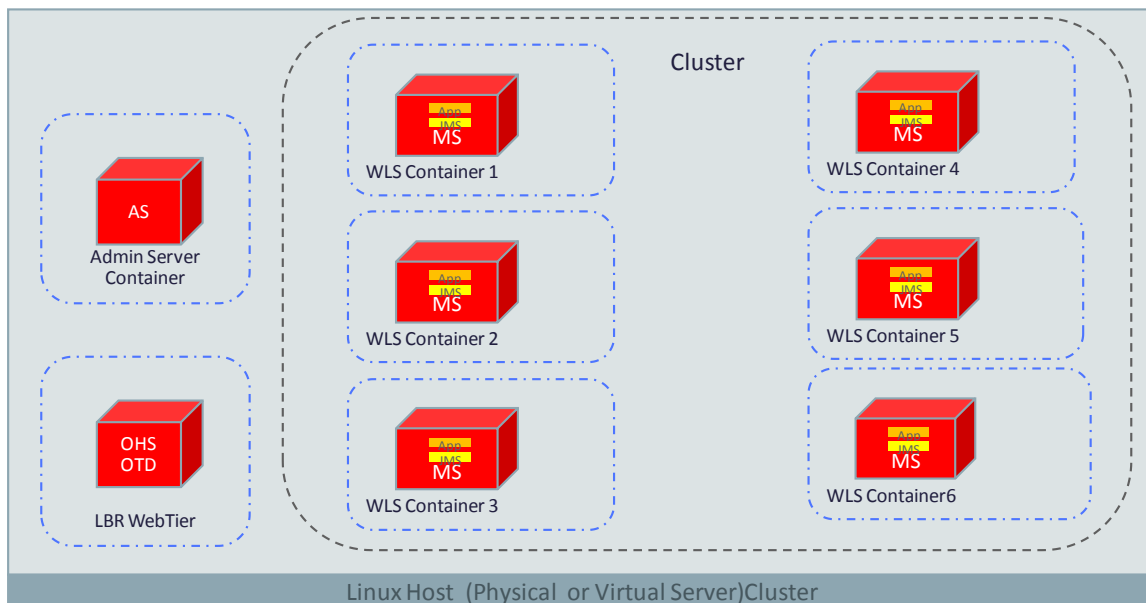 Cluster
App
JMS
MS
WLS Container 1
App
JMS
MS
WLS Container 4
AS
Admin Server
Container
App
JMS
MS
WLS Container 2
App
JMS
MS
WLS Container 5
OHS
OTD
LBR WebTier
App
JMS
MS
WLS Container 3
App
JMS
MS
WLS Container6
Linux Host (Physical or Virtual Server)Cluster